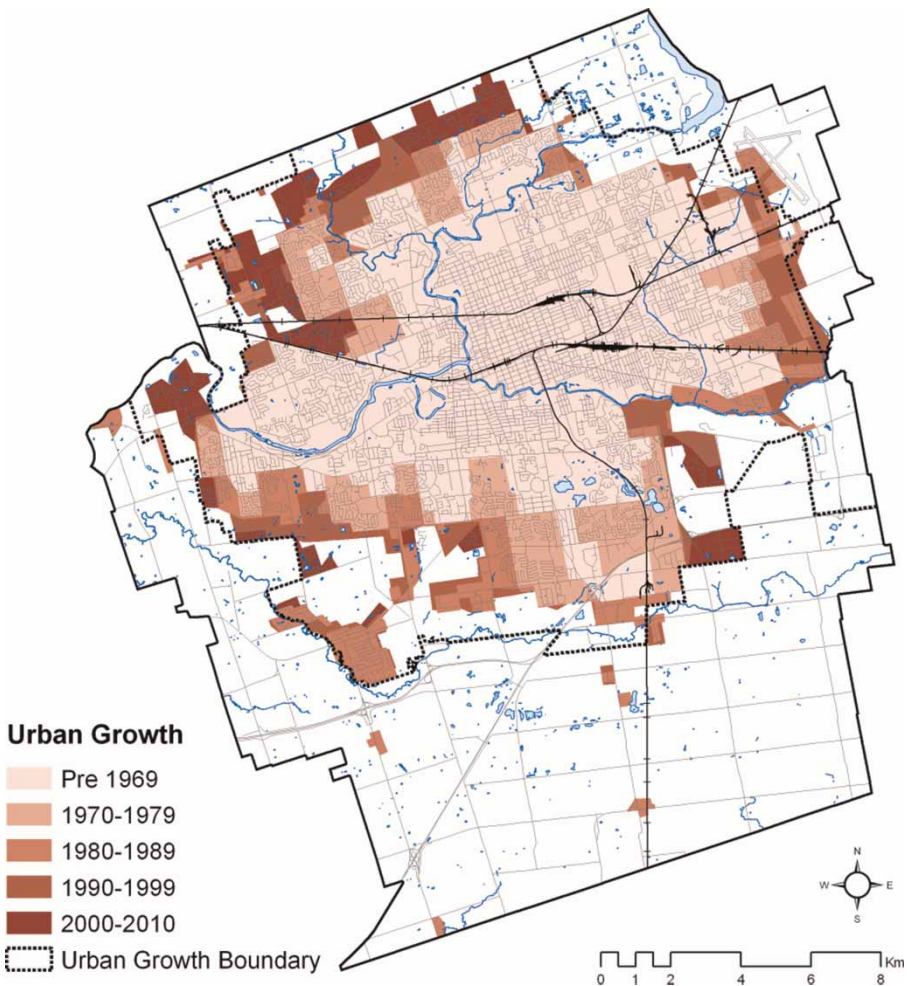 Urban Growth
Pre 1969
1970-1979
1980-1989
1990-1999
2000-2010
Urban Growth Boundary
N
W E
S
Km
0 1 2 4 6 8